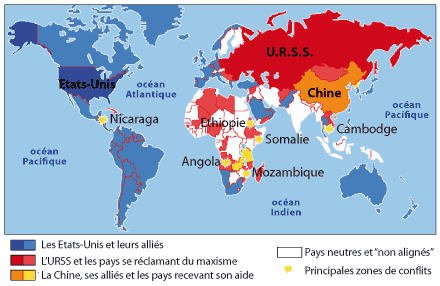 U.R.S.S.
Etats-Unis
océan
Atlantique
Chine
océan
Pacifique
Nicaraga
Ethiopie
Cambodge
Somalie
océan
Pacifique
Angola
Mozambique
océan
Indien
Les Etats-Unis et leurs alliés
L'URSS et les pays se réclamant du maxisme
La Chine, ses alliés et les pays recevant son aide
Pays neutres et "non alignés"
Principales zones de conflits